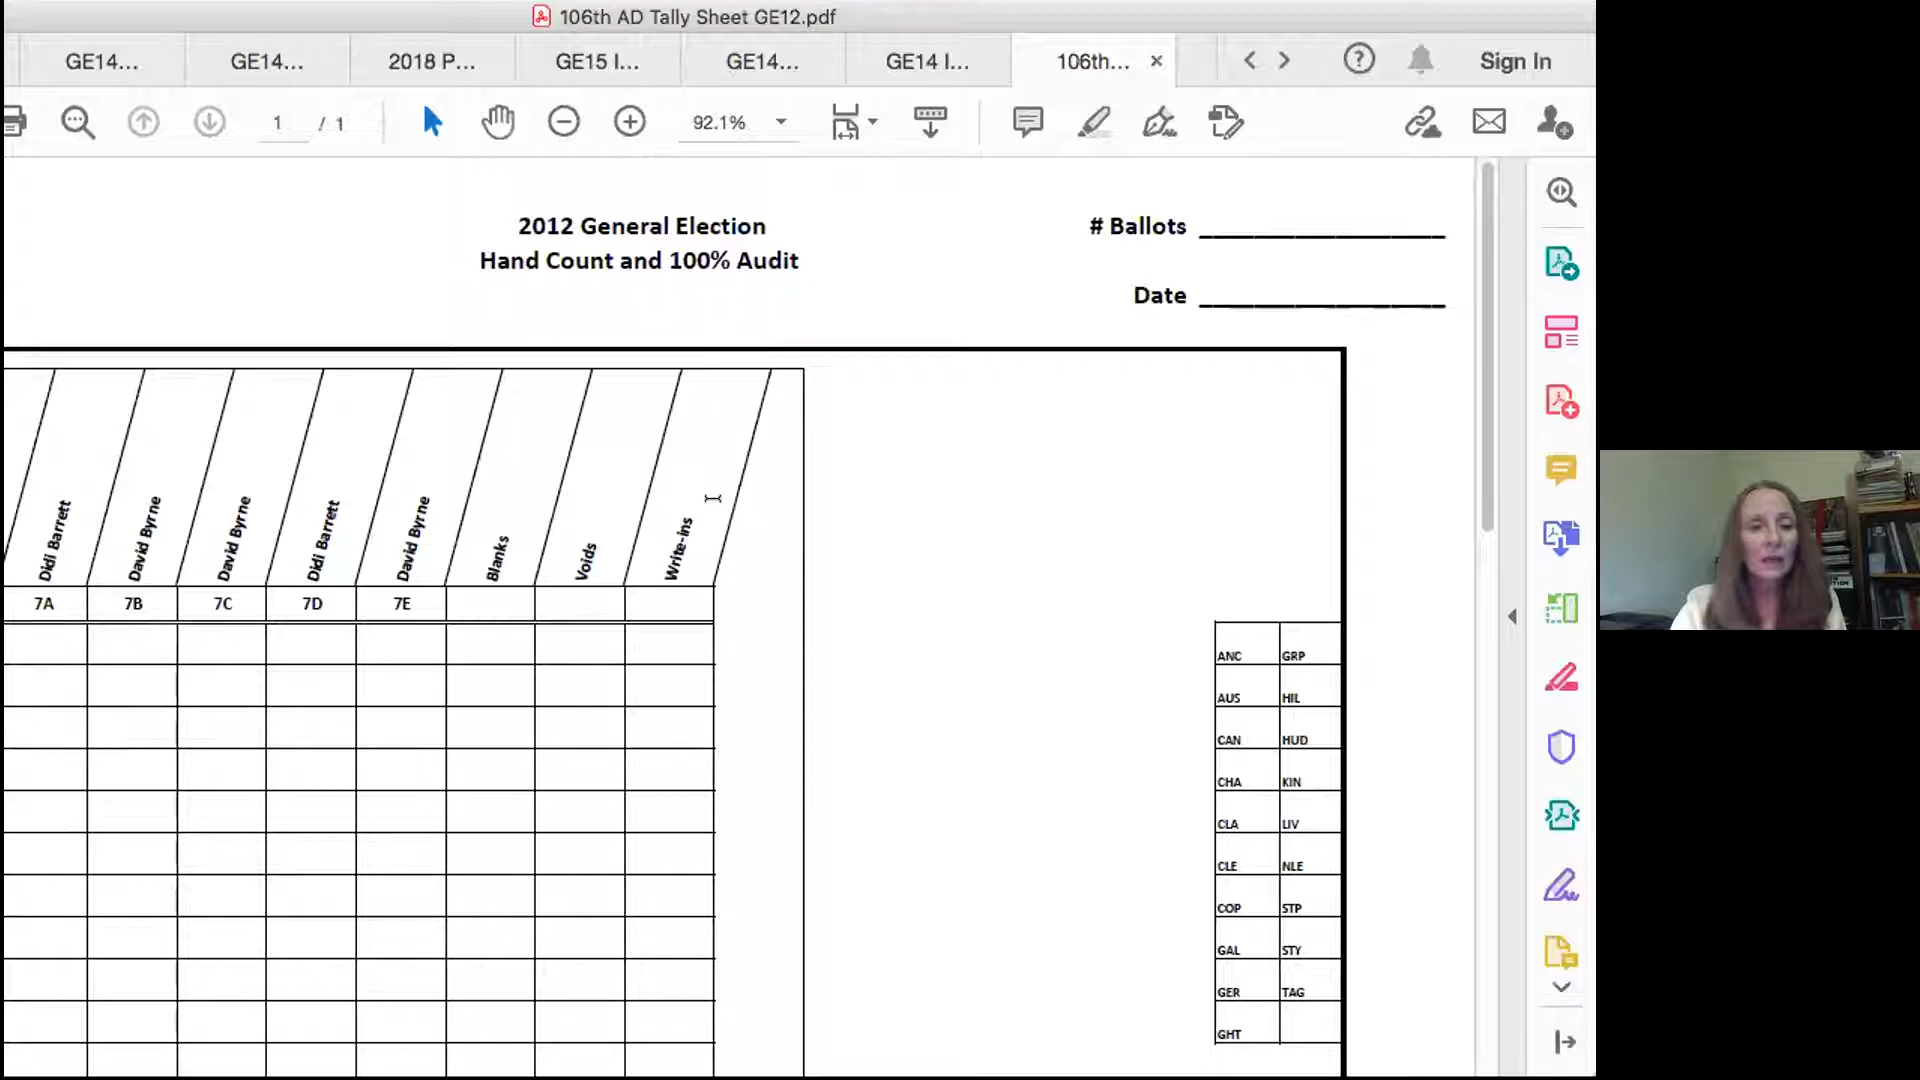 106th AD Tally Sheet GE12.pdf
GE14...
GE14...
2018 P...
GE15 I...
GE14...
GE14 I...
106th...
Sign In
1 / 1
92.1%
2012 General Election
Hand Count and 100% Audit
# Ballots
Date
Didi Barrett
David Byrne
David Byrne
Didi Barrett
David Byrne
Blanks
Voids
Write-ins
7A 7B 7C 7D 7E
ANC GRP
AUS HIL
CAN HUD
CHA KIN
CLA LIV
CLE NLE
COP STP
GAL STY
GER TAG
GHT